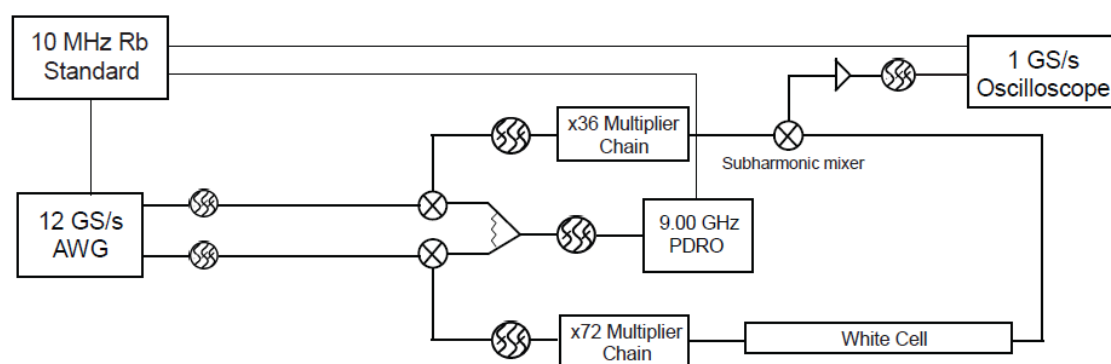 10 MHz Rb
Standard
1 GS/s
Oscilloscope
x36 Multiplier
Chain
Subharmonic mixer
12 GS/s
AWG
9.00 GHz
PDRO
x72 Multiplier
Chain
White Cell